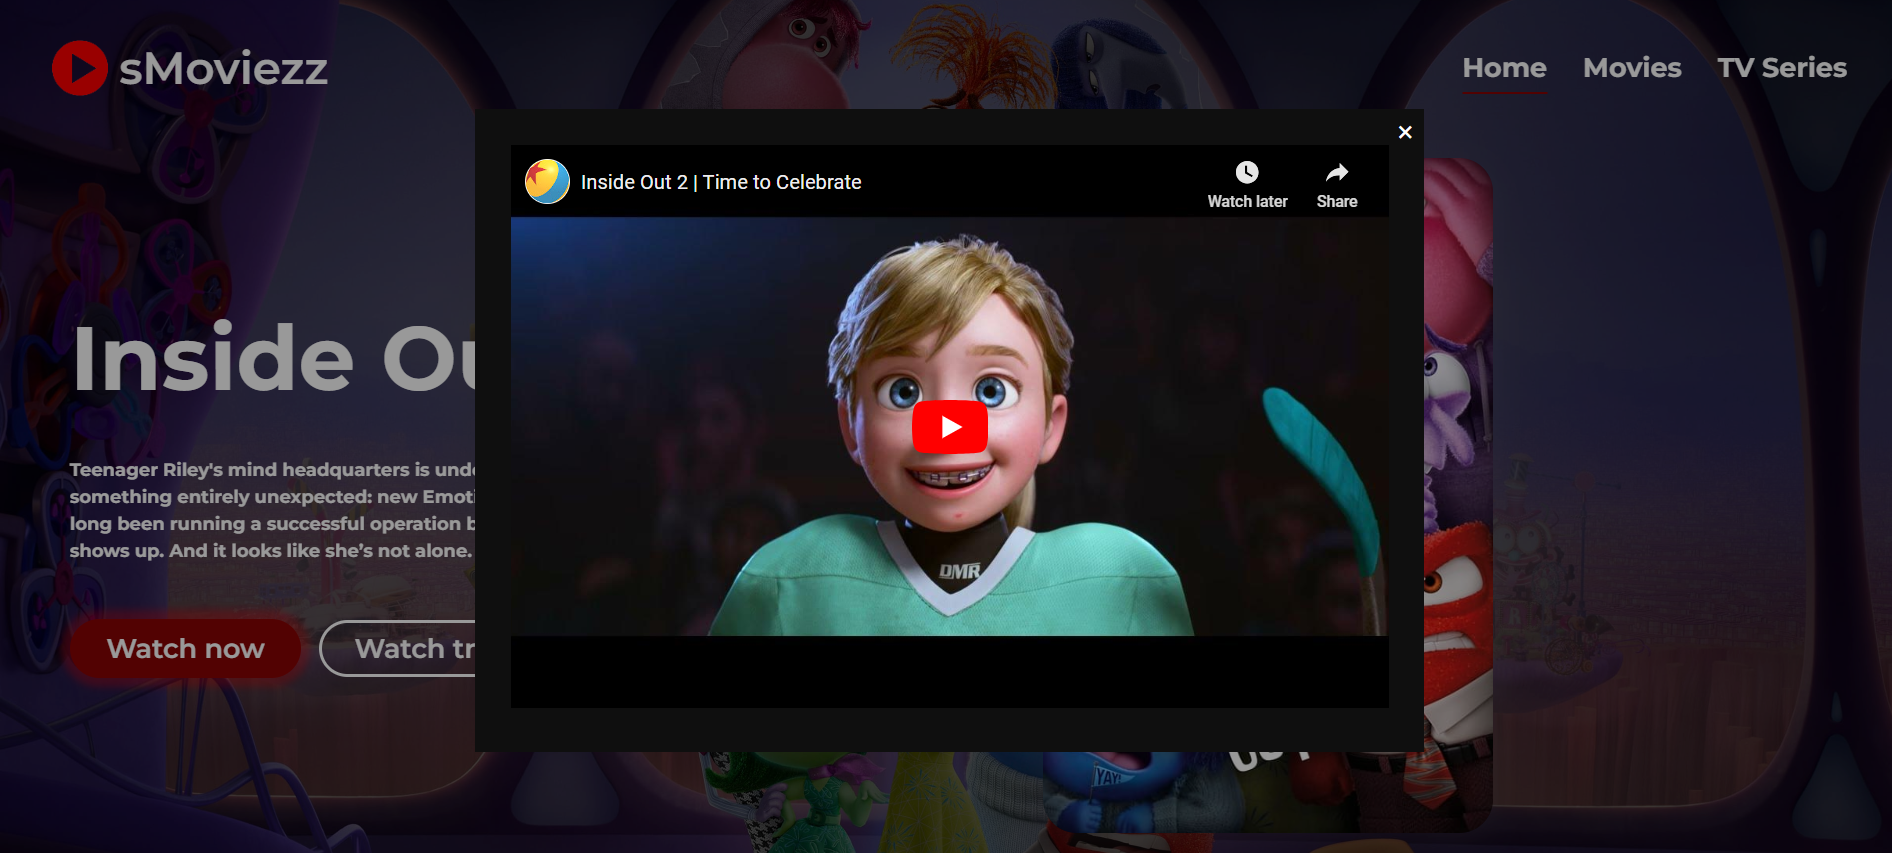 sMoviezz
Home
Movies
TV Series
×
Inside Out 2 | Time to Celebrate
Watch later
Share
Inside Ou
Teenager Riley's mind headquarters is unde
something entirely unexpected: new Emoti
long been running a successful operation b
shows up. And it looks like she’s not alone.
Watch now
Watch tr
DMR
YAY!